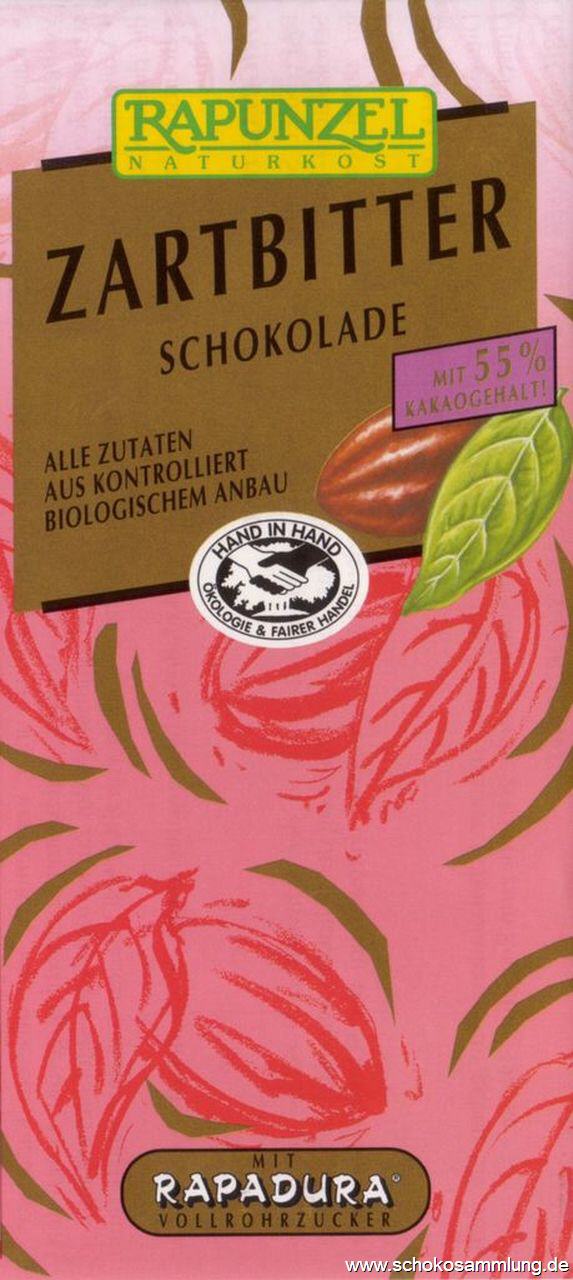 RAPUNZEL
NATURKOST
ZARTBITTER
SCHOKOLADE
MIT 55%
KAKAOGEHALT!
ALLE ZUTATEN
AUS KONTROLLIERT
BIOLOGISCHEM ANBAU
HAND IN HAND
ÖKOLOGIE & FAIRER HANDEL
MIT
RAPADURA®
VOLLROHRZUCKER
www.schokosammlung.de